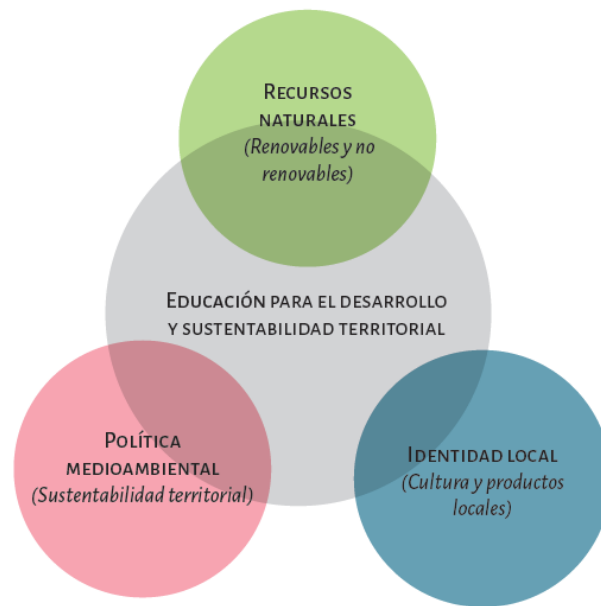 Recursos
naturales
(Renovables y no
renovables)
Educación para el desarrollo
y sustentabilidad territorial
Política
medioambiental
(Sustentabilidad territorial)
Identidad local
(Cultura y productos
locales)